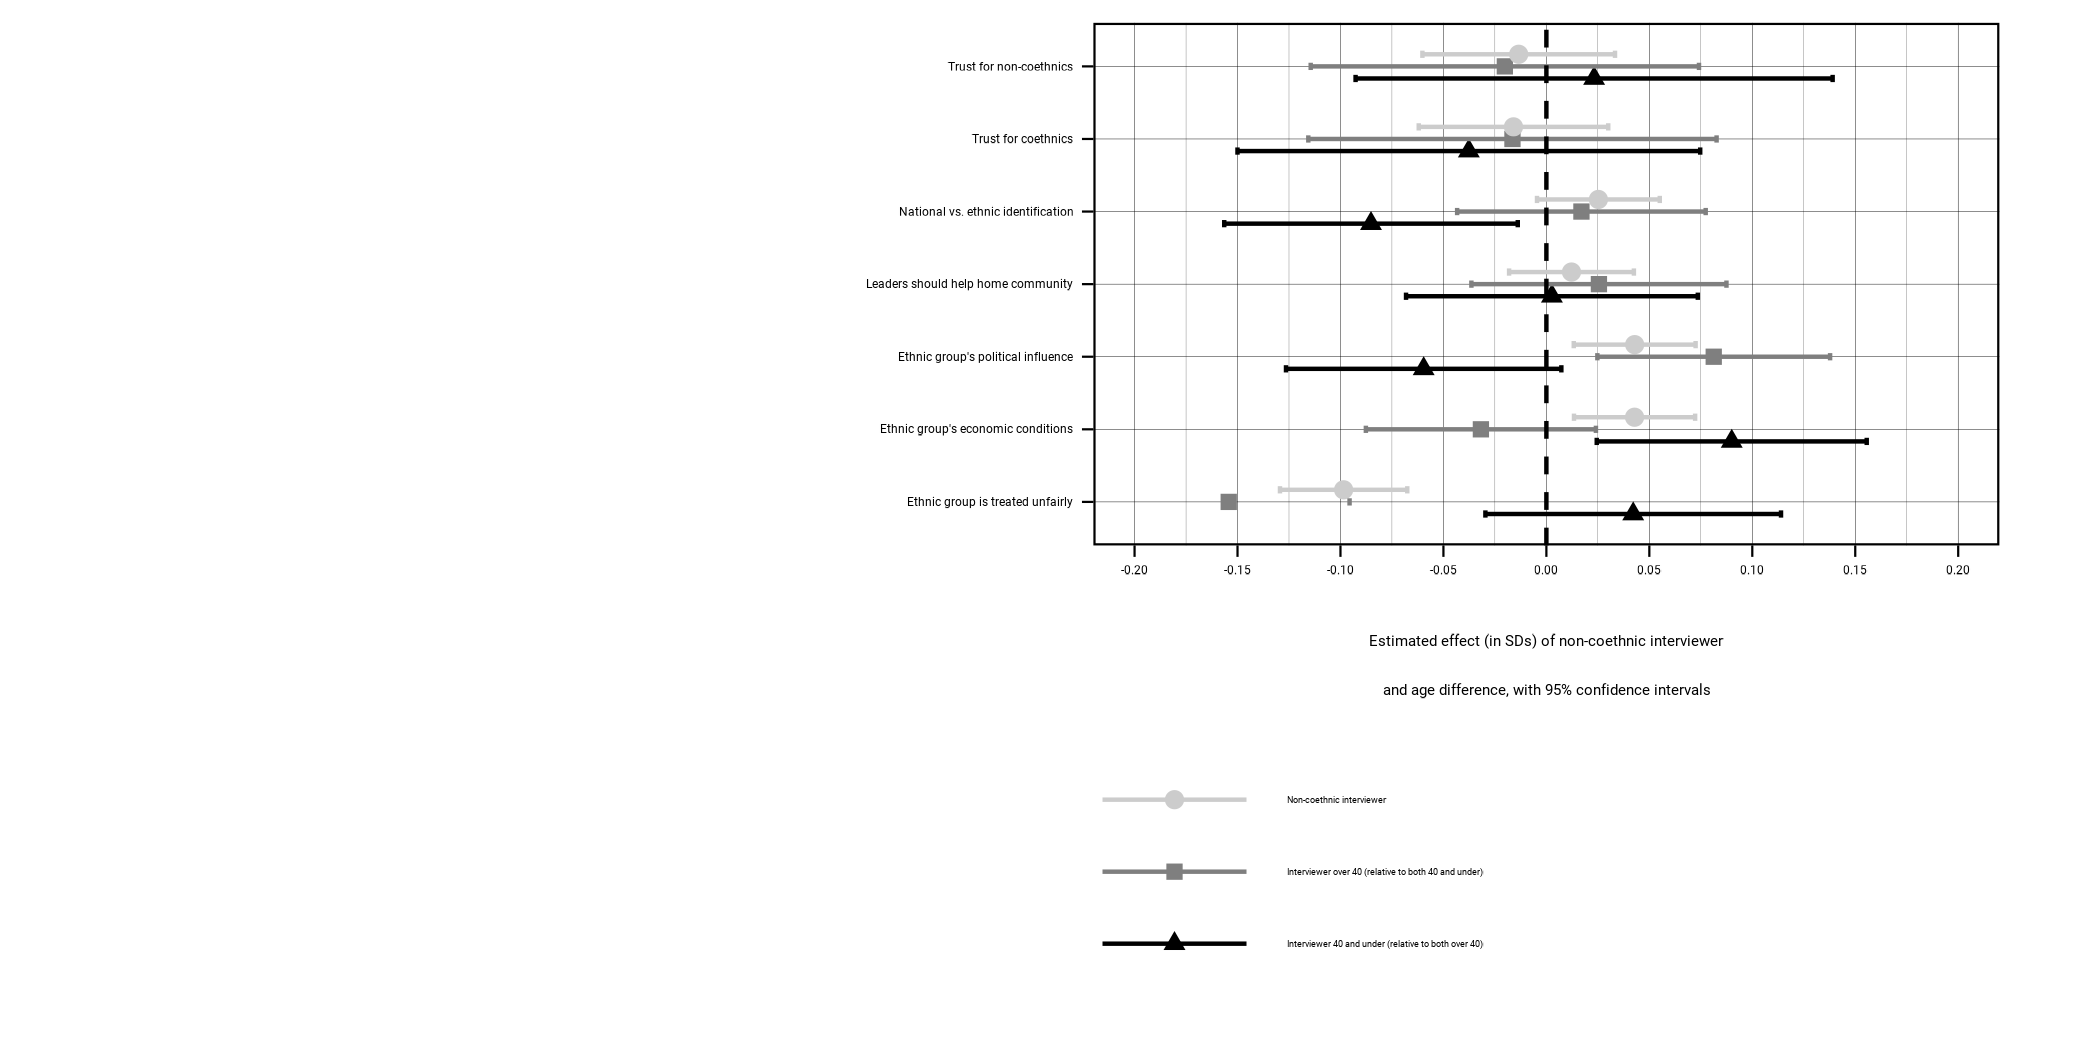 Trust for non-coethnics
Trust for coethnics
National vs. ethnic identification
Leaders should help home community
Ethnic group's political influence
Ethnic group's economic conditions
Ethnic group is treated unfairly
-0.20 -0.15 -0.10 -0.05 0.00 0.05 0.10 0.15 0.20
Estimated effect (in SDs) of non-coethnic interviewer
and age difference, with 95% confidence intervals
Non-coethnic interviewer
Interviewer over 40 (relative to both 40 and under)
Interviewer 40 and under (relative to both over 40)